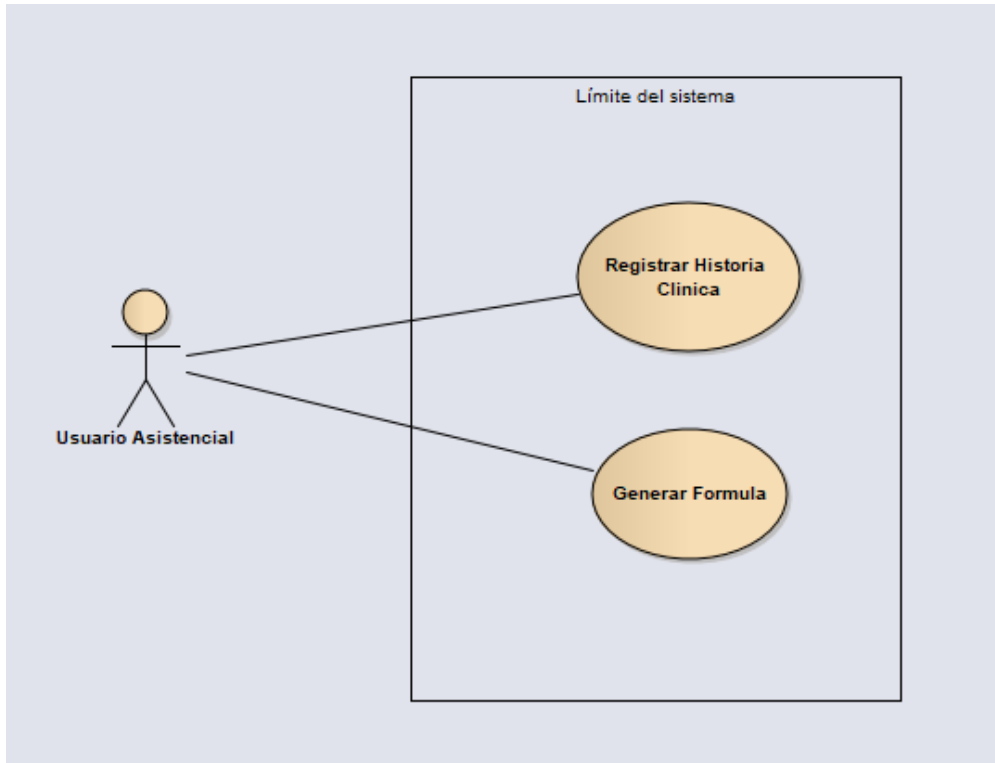 Límite del sistema
Registrar Historia
Clinica
Usuario Asistencial
Generar Formula